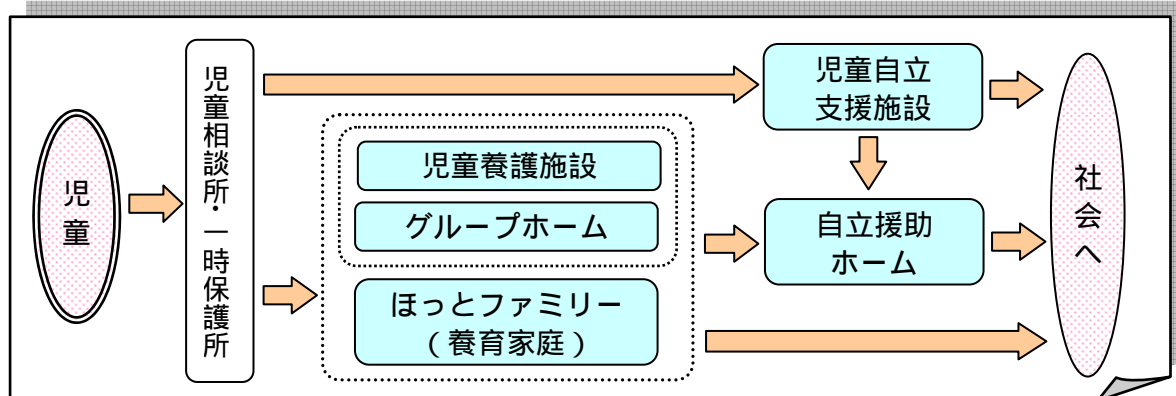 児童
児童相談所・一時保護所
児童養護施設
グループホーム
ほっとファミリー
（養育家庭）
児童自立
支援施設
自立援助
ホーム
社会へ